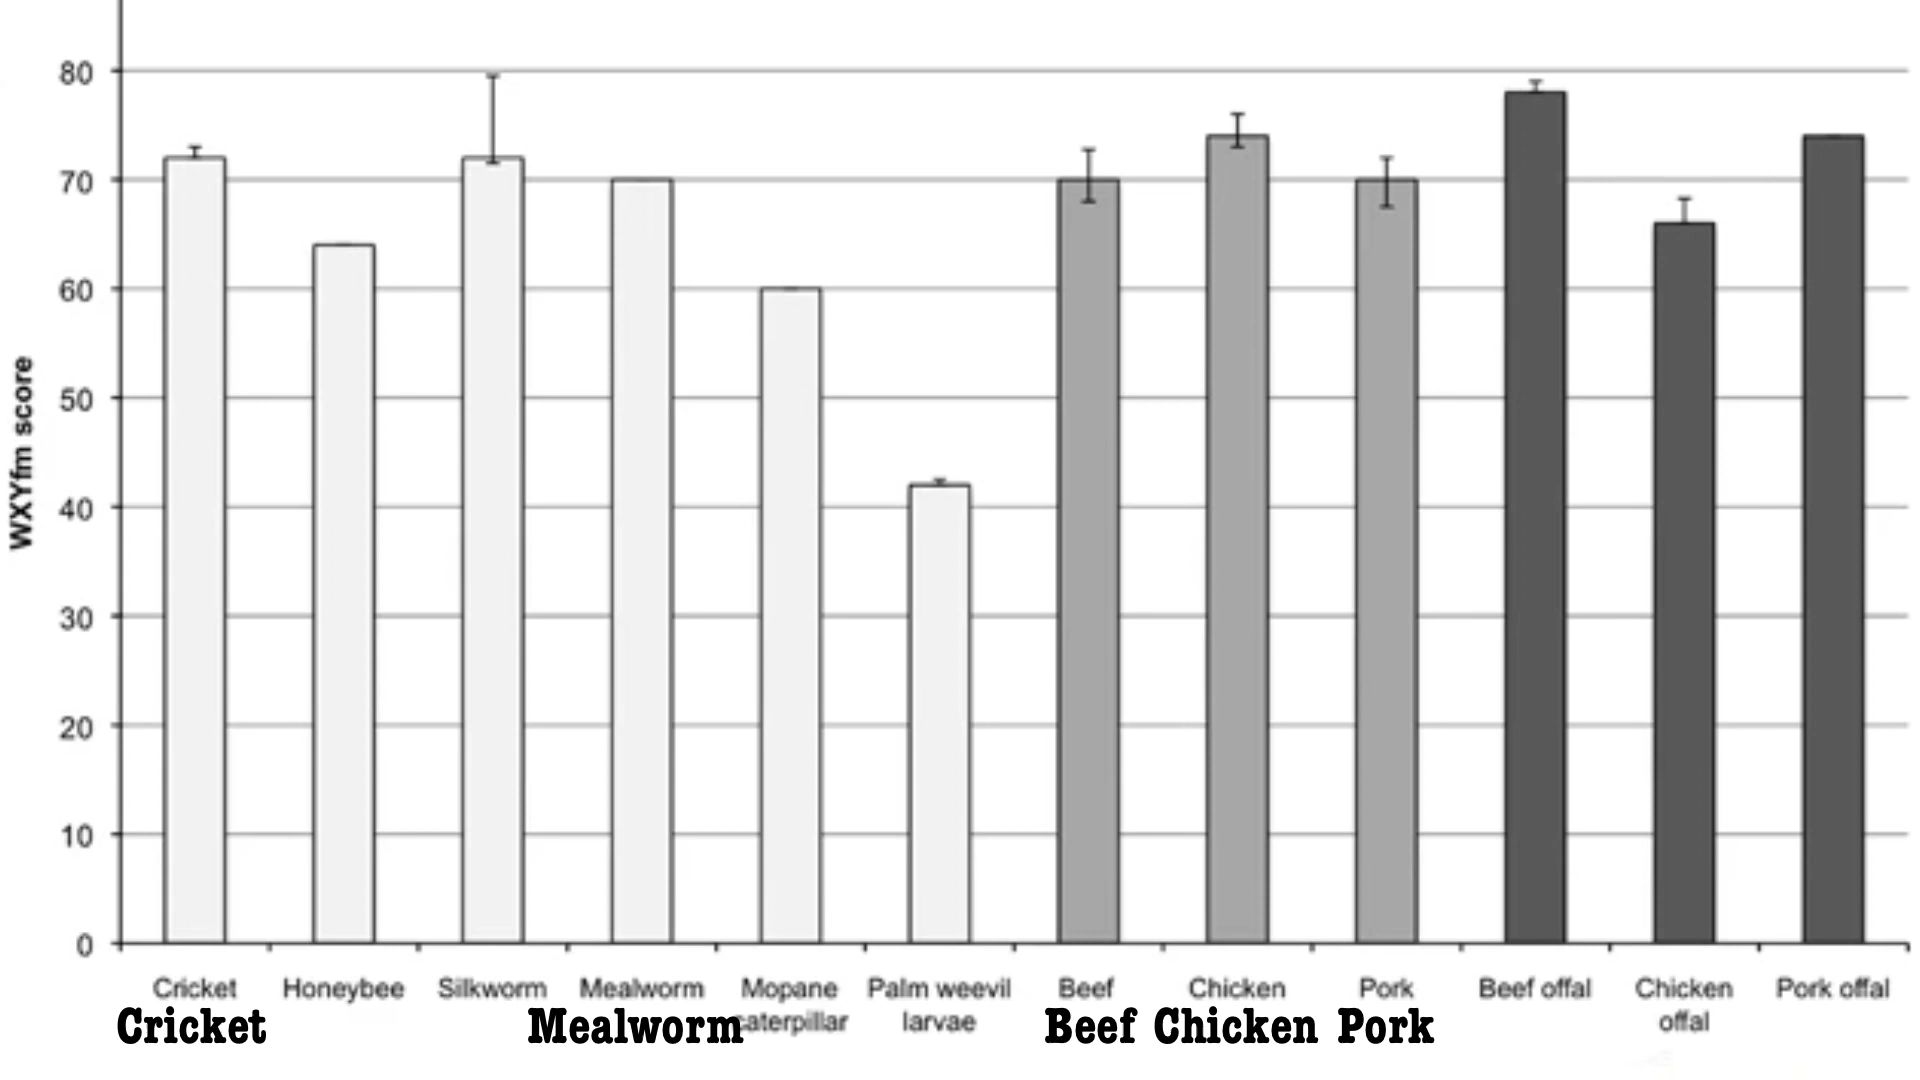 80
70
60
50
40
30
20
10
0
WXYfm score
Cricket
Honeybee
Silkworm
Mealworm
Mopane
caterpillar
Palm weevil
larvae
Beef
Chicken
Pork
Beef offal
Chicken
offal
Pork offal
Cricket
Mealworm
Beef Chicken Pork